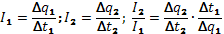 I₁ = Δq₁/Δt₁; I₂ = Δq₂/Δt₂; I₂/I₁ = Δq₂/Δt₂ · Δt₁/Δq₁